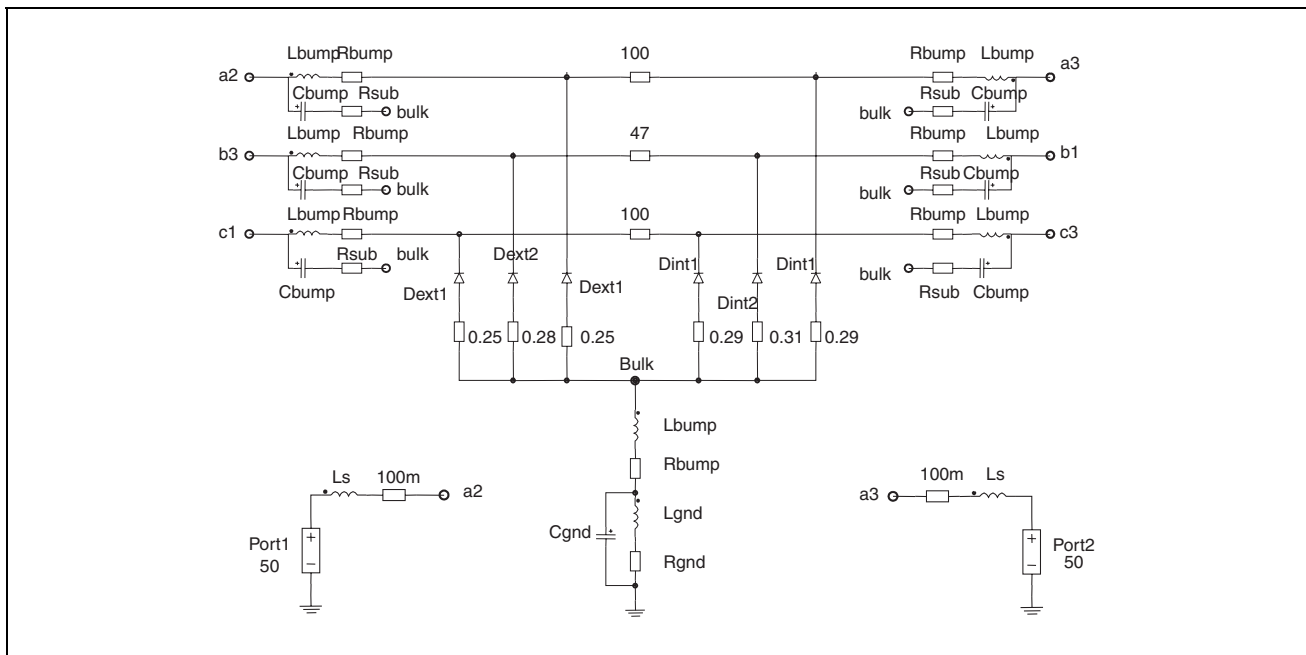 100
Lbump Rbump
Rbump Lbump
a2
a3
Cbump Rsub
bulk
Rsub Cbump
bulk
Lbump Rbump
47
Rbump Lbump
b3
b1
Cbump Rsub
bulk
Rsub Cbump
bulk
Lbump Rbump
100
Rbump Lbump
c1
c3
Rsub bulk
Cbump
bulk
Rsub Cbump
Dext2
Dext1
Dext1
Dint1
Dint1
Dint2
0.25
0.28
0.25
0.29
0.31
0.29
Bulk
Lbump
Rbump
Cgnd
Lgnd
Rgnd
Ls 100m
a2
Port1
50
100m Ls
a3
Port2
50